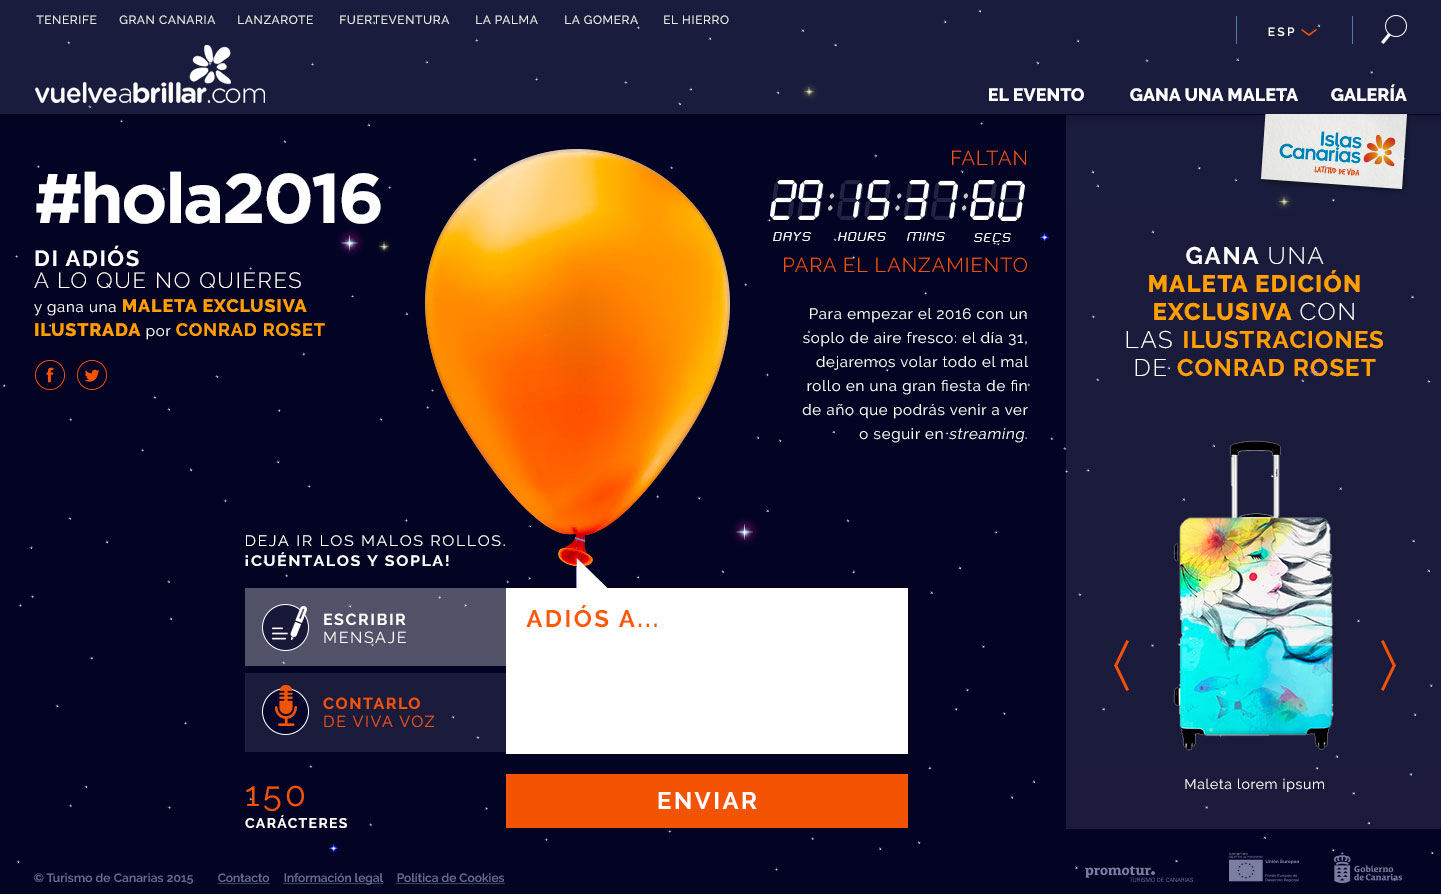 TENERIFE GRAN CANARIA LANZAROTE FUERTEVENTURA LA PALMA LA GOMERA EL HIERRO
ESP
vuelveabrillar.com
EL EVENTO GANA UNA MALETA GALERÍA
Islas
Canarias
LATITUD DE VIDA
#hola2016
DI ADIÓS
A LO QUE NO QUIERES
y gana una MALETA EXCLUSIVA
ILUSTRADA por CONRAD ROSET
FALTAN
29:15:37:60
DAYS HOURS MINS SECS
PARA EL LANZAMIENTO
Para empezar el 2016 con un
soplo de aire fresco: el día 31,
dejaremos volar todo el mal
rollo en una gran fiesta de fin
de año que podrás venir a ver
o seguir en streaming.
GANA UNA
MALETA EDICIÓN
EXCLUSIVA CON
LAS ILUSTRACIONES
DE CONRAD ROSET
Maleta lorem ipsum
DEJA IR LOS MALOS ROLLOS.
¡CUÉNTALOS Y SOPLA!
ESCRIBIR
MENSAJE
CONTARLO
DE VIVA VOZ
ADIÓS A...
150
CARÁCTERES
ENVIAR
© Turismo de Canarias 2015 Contacto Información legal Política de Cookies
promotur.
TURISMO DE CANARIAS
Unión Europea
Gobierno
de Canarias